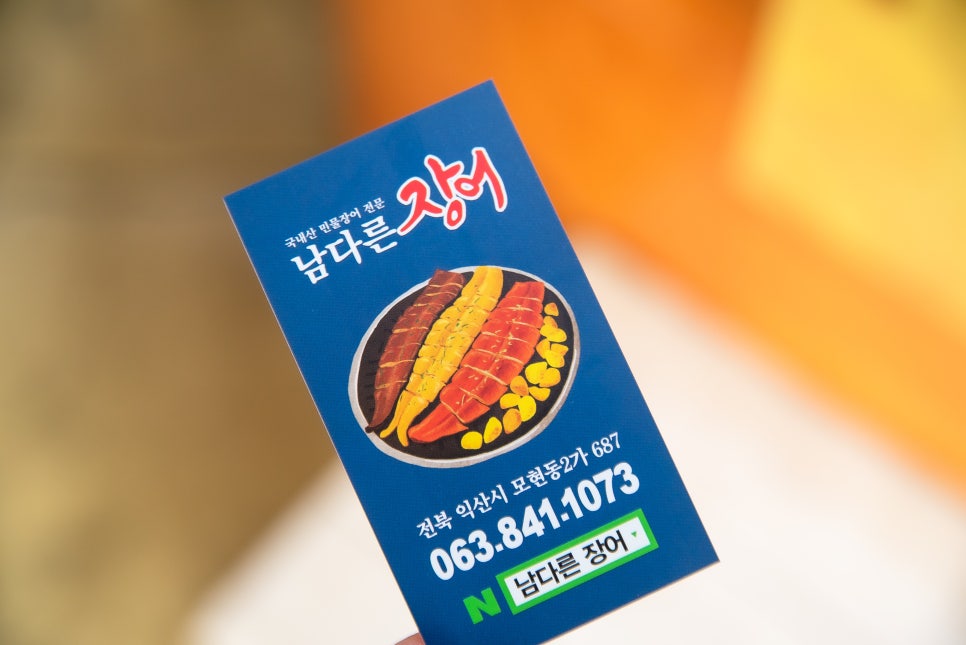 국내산 민물장어 전문
남다른 장어
전북 익산시 모현동2가 687
063.841.1073
N 남다른 장어